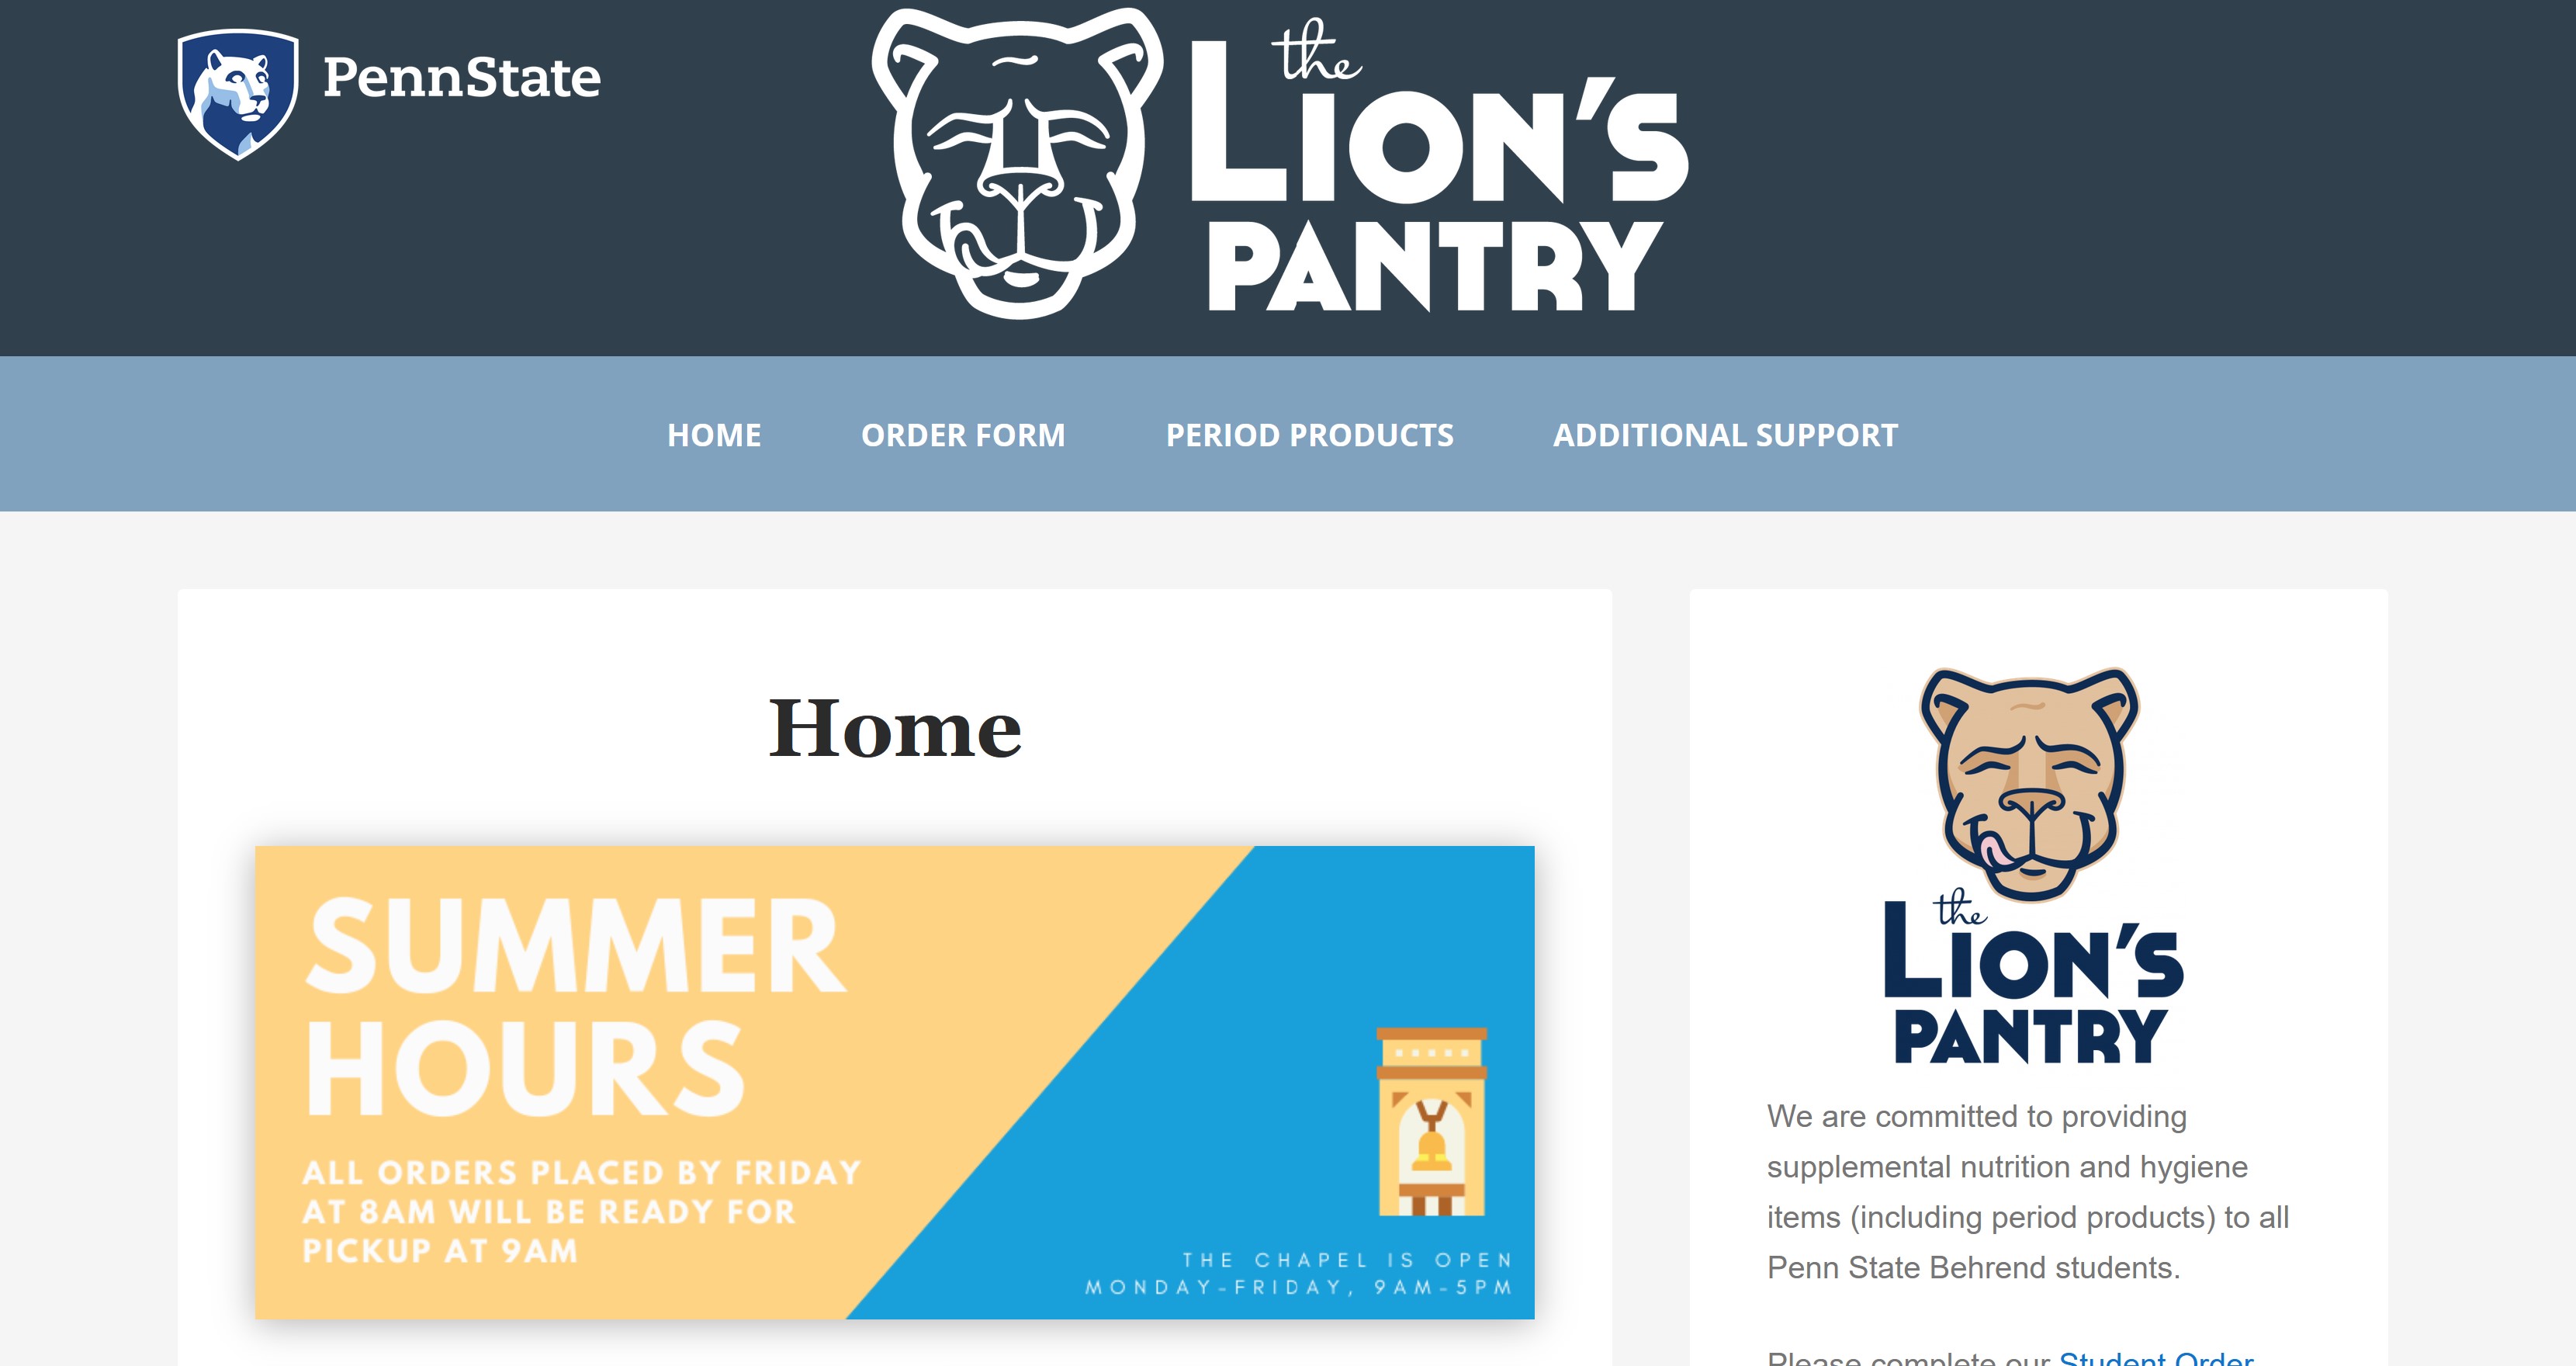 PennState
the
LION'S
PANTRY
HOME ORDER FORM PERIOD PRODUCTS ADDITIONAL SUPPORT
Home
SUMMER
HOURS
ALL ORDERS PLACED BY FRIDAY
AT 8AM WILL BE READY FOR
PICKUP AT 9AM
THE CHAPEL IS OPEN
MONDAY-FRIDAY, 9AM-5PM
the
LION'S
PANTRY
We are committed to providing
supplemental nutrition and hygiene
items (including period products) to all
Penn State Behrend students.
Please complete our Student Order